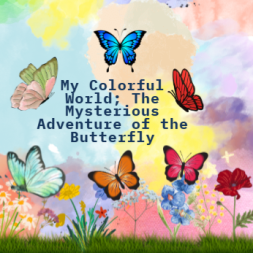 My Colorful
World; The
Mysterious
Adventure of the
Butterfly